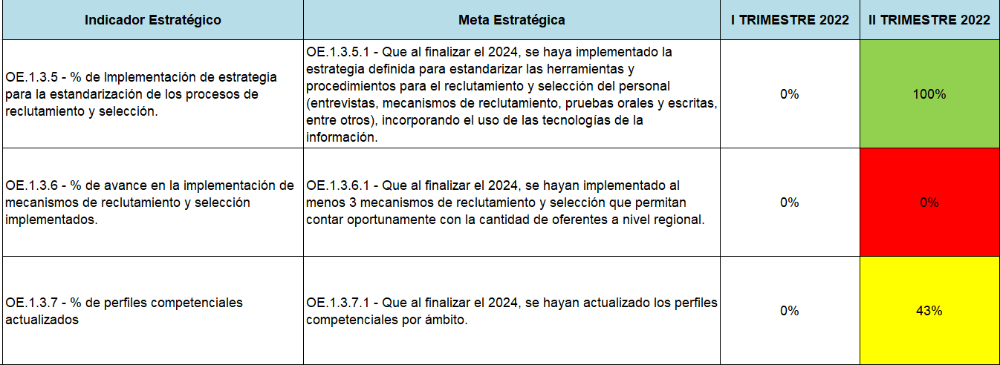 Indicador Estratégico
Meta Estratégica
I TRIMESTRE 2022
II TRIMESTRE 2022
OE.1.3.5 - % de Implementación de estrategia
para la estandarización de los procesos de
reclutamiento y selección.
OE.1.3.5.1 - Que al finalizar el 2024, se haya implementado la
estrategia definida para estandarizar las herramientas y
procedimientos para el reclutamiento y selección del personal
(entrevistas, mecanismos de reclutamiento, pruebas orales y escritas,
entre otros), incorporando el uso de las tecnologías de la
información.
0%
100%
OE.1.3.6 - % de avance en la implementación de
mecanismos de reclutamiento y selección
implementados.
OE.1.3.6.1 - Que al finalizar el 2024, se hayan implementado al
menos 3 mecanismos de reclutamiento y selección que permitan
contar oportunamente con la cantidad de oferentes a nivel regional.
0%
0%
OE.1.3.7 - % de perfiles competenciales
actualizados
OE.1.3.7.1 - Que al finalizar el 2024, se hayan actualizado los perfiles
competenciales por ámbito.
0%
43%